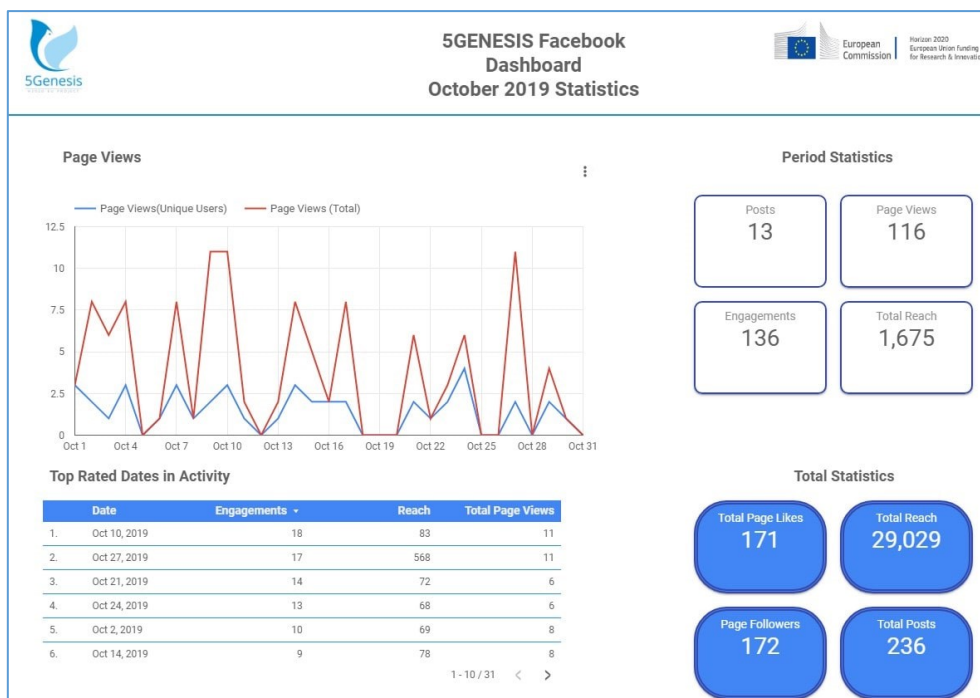 5GENESIS Facebook
Dashboard
October 2019 Statistics
5Genesis
European
Commission
Horizon 2020
European Union funding
for Research & Innovation
Page Views
Page Views(Unique Users)
Page Views (Total)
12.5
10
7.5
5
2.5
0
Oct 1 Oct 4 Oct 7 Oct 10 Oct 13 Oct 16 Oct 19 Oct 22 Oct 25 Oct 28 Oct 31
Period Statistics
Posts
13
Page Views
116
Engagements
136
Total Reach
1,675
Top Rated Dates in Activity
Date Engagements Reach Total Page Views
1. Oct 10, 2019 18 83 11
2. Oct 27, 2019 17 568 11
3. Oct 21, 2019 14 72 6
4. Oct 24, 2019 13 68 6
5. Oct 2, 2019 10 69 8
6. Oct 14, 2019 9 78 8
1 - 10 / 31
Total Statistics
Total Page Likes
171
Total Reach
29,029
Page Followers
172
Total Posts
236